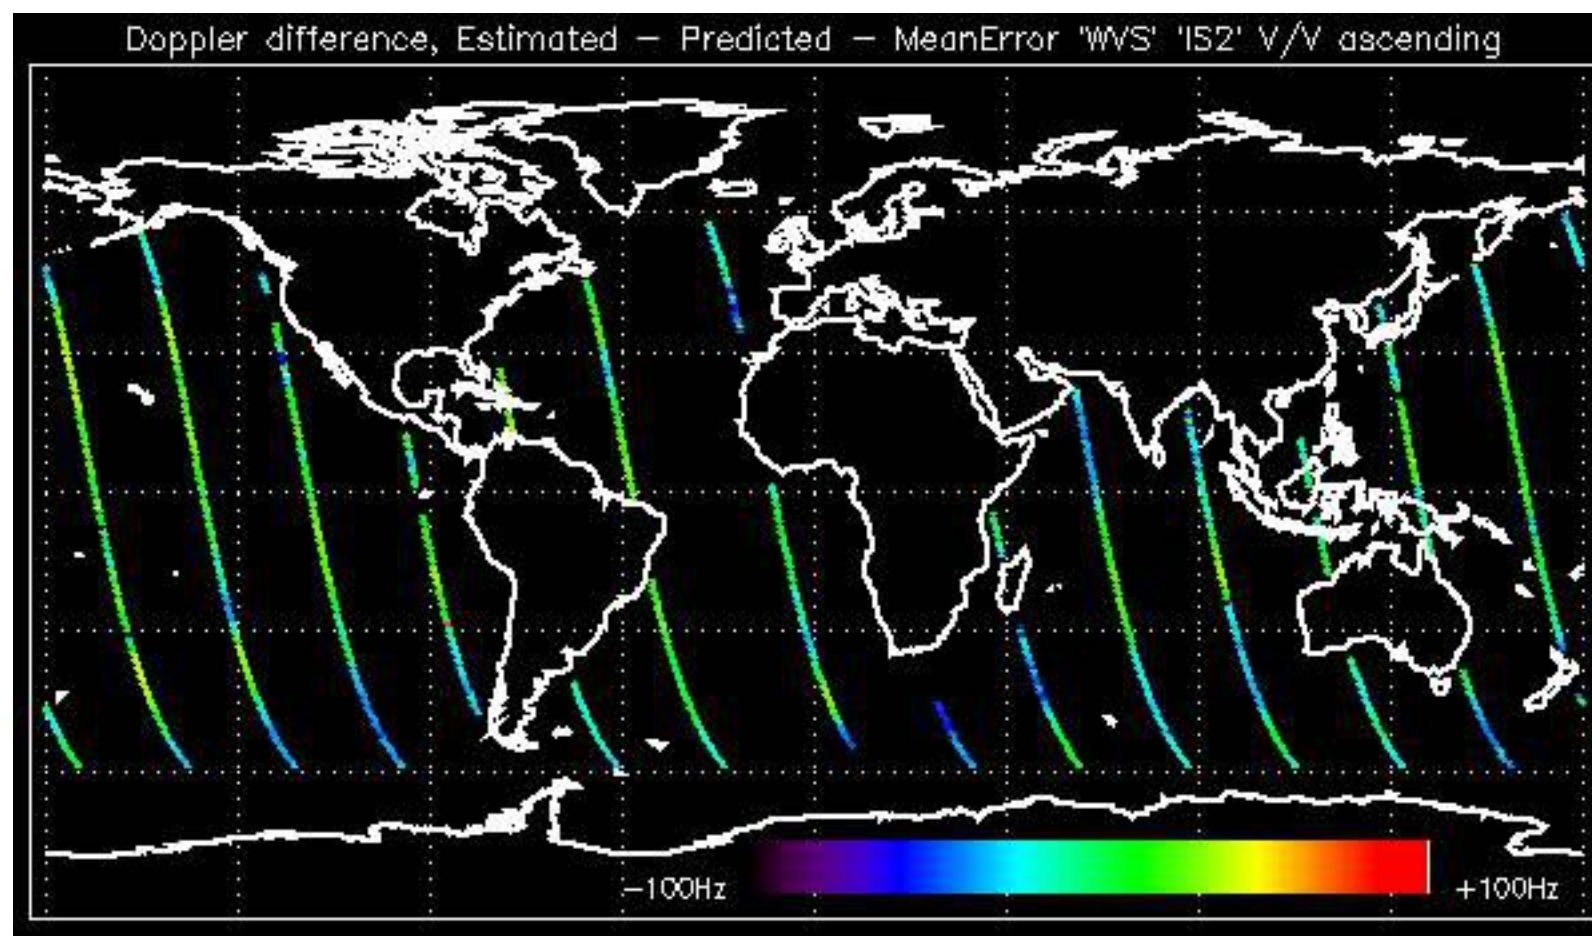 Doppler difference, Estimated – Predicted – MeanError 'WVS' 'IS2' V/V ascending
–100Hz +100Hz